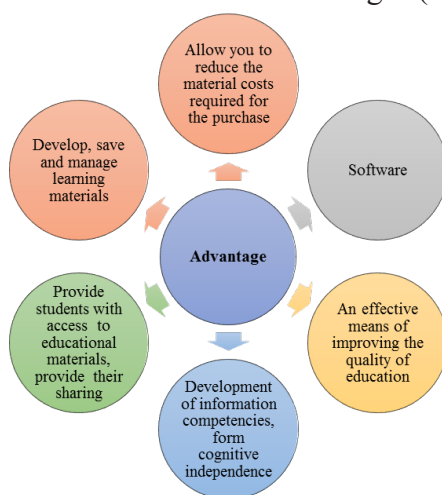 Allow you to
reduce the
material costs
required for
the purchase
Software
An effective
means of
improving the
quality of
education
Development
of information
competencies,
form
cognitive
independence
Provide
students with
access to
educational
materials,
provide their
sharing
Develop, save
and manage
learning
materials
Advantage